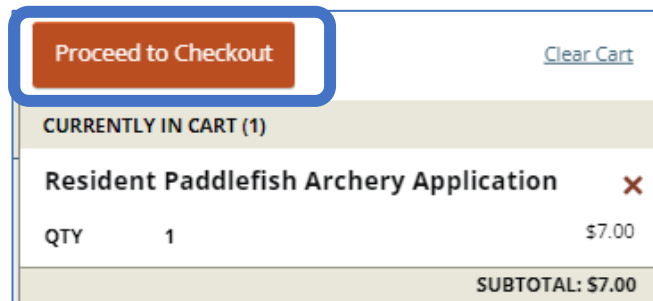 Proceed to Checkout Clear Cart
CURRENTLY IN CART (1)
Resident Paddlefish Archery Application
QTY 1 $7.00
SUBTOTAL: $7.00